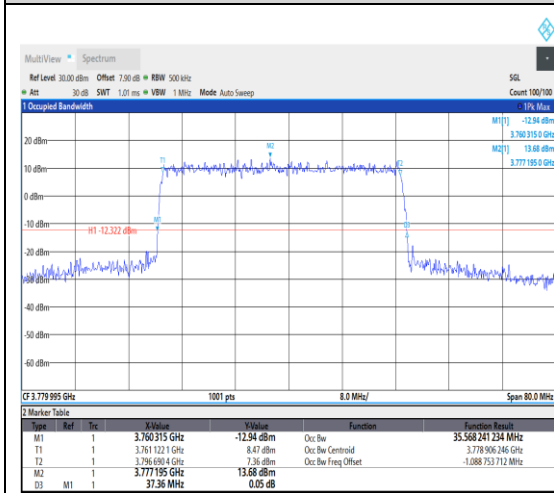 MultiView Spectrum
Ref Level 30.00 dBm Offset 7.90 dB RBW 500 kHz SGL
Att 30 dB SWT 1.01 ms VBW 1 MHz Mode Auto Sweep Count 100/100
1 Occupied Bandwidth 1Pk Max
M1[1] -12.94 dBm
3.760 315 0 GHz
M2[1] 13.68 dBm
3.777 195 0 GHz
20 dBm
M2
T1
T2
10 dBm
0 dBm
-10 dBm
M1
H1 -12.322 dBm
-20 dBm
-30 dBm
-40 dBm
-50 dBm
-60 dBm
CF 3.779 995 GHz 1001 pts 8.0 MHz/ Span 80.0 MHz
2 Marker Table
Type Ref Trc X-Value Y-Value Function Function Result
M1 1 3.760 315 GHz -12.94 dBm Occ Bw 35.568 241 234 MHz
T1 1 3.761 122 1 GHz 8.47 dBm Occ Bw Centroid 3.778 906 246 GHz
T2 1 3.796 690 4 GHz 7.36 dBm Occ Bw Freq Offset -1.088 753 712 MHz
M2 1 3.777 195 GHz 13.68 dBm
D3 M1 1 37.36 MHz 0.05 dB